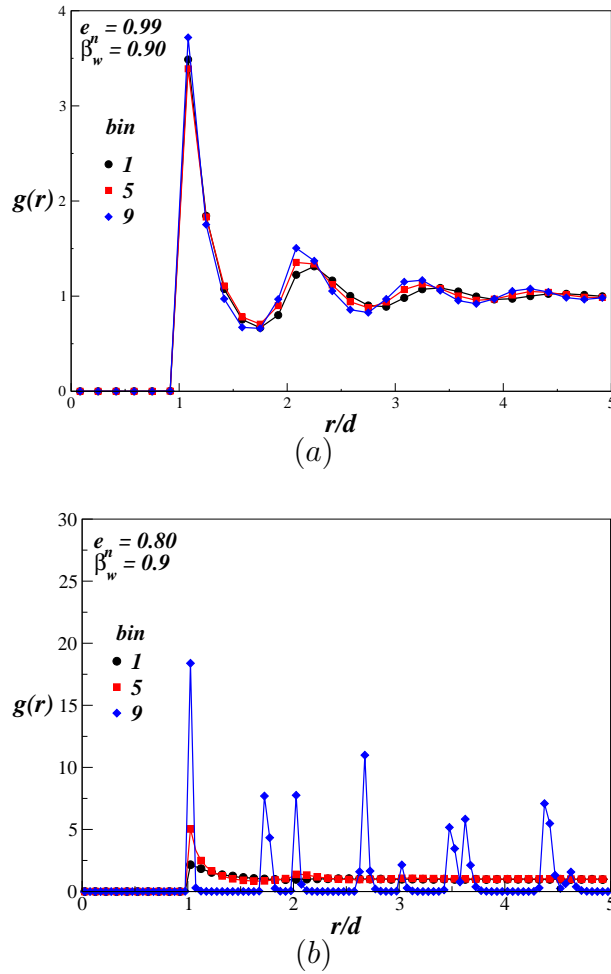 4
e_n = 0.99
β_w = 0.90
3
bin
1
g(r) 2
5
9
1
0
0 1 2 3 4 5
r/d
(a)
30
e_n = 0.80
β_w = 0.9
25
20
bin
1
5
g(r) 15
9
10
5
0
0 1 2 3 4 5
r/d
(b)